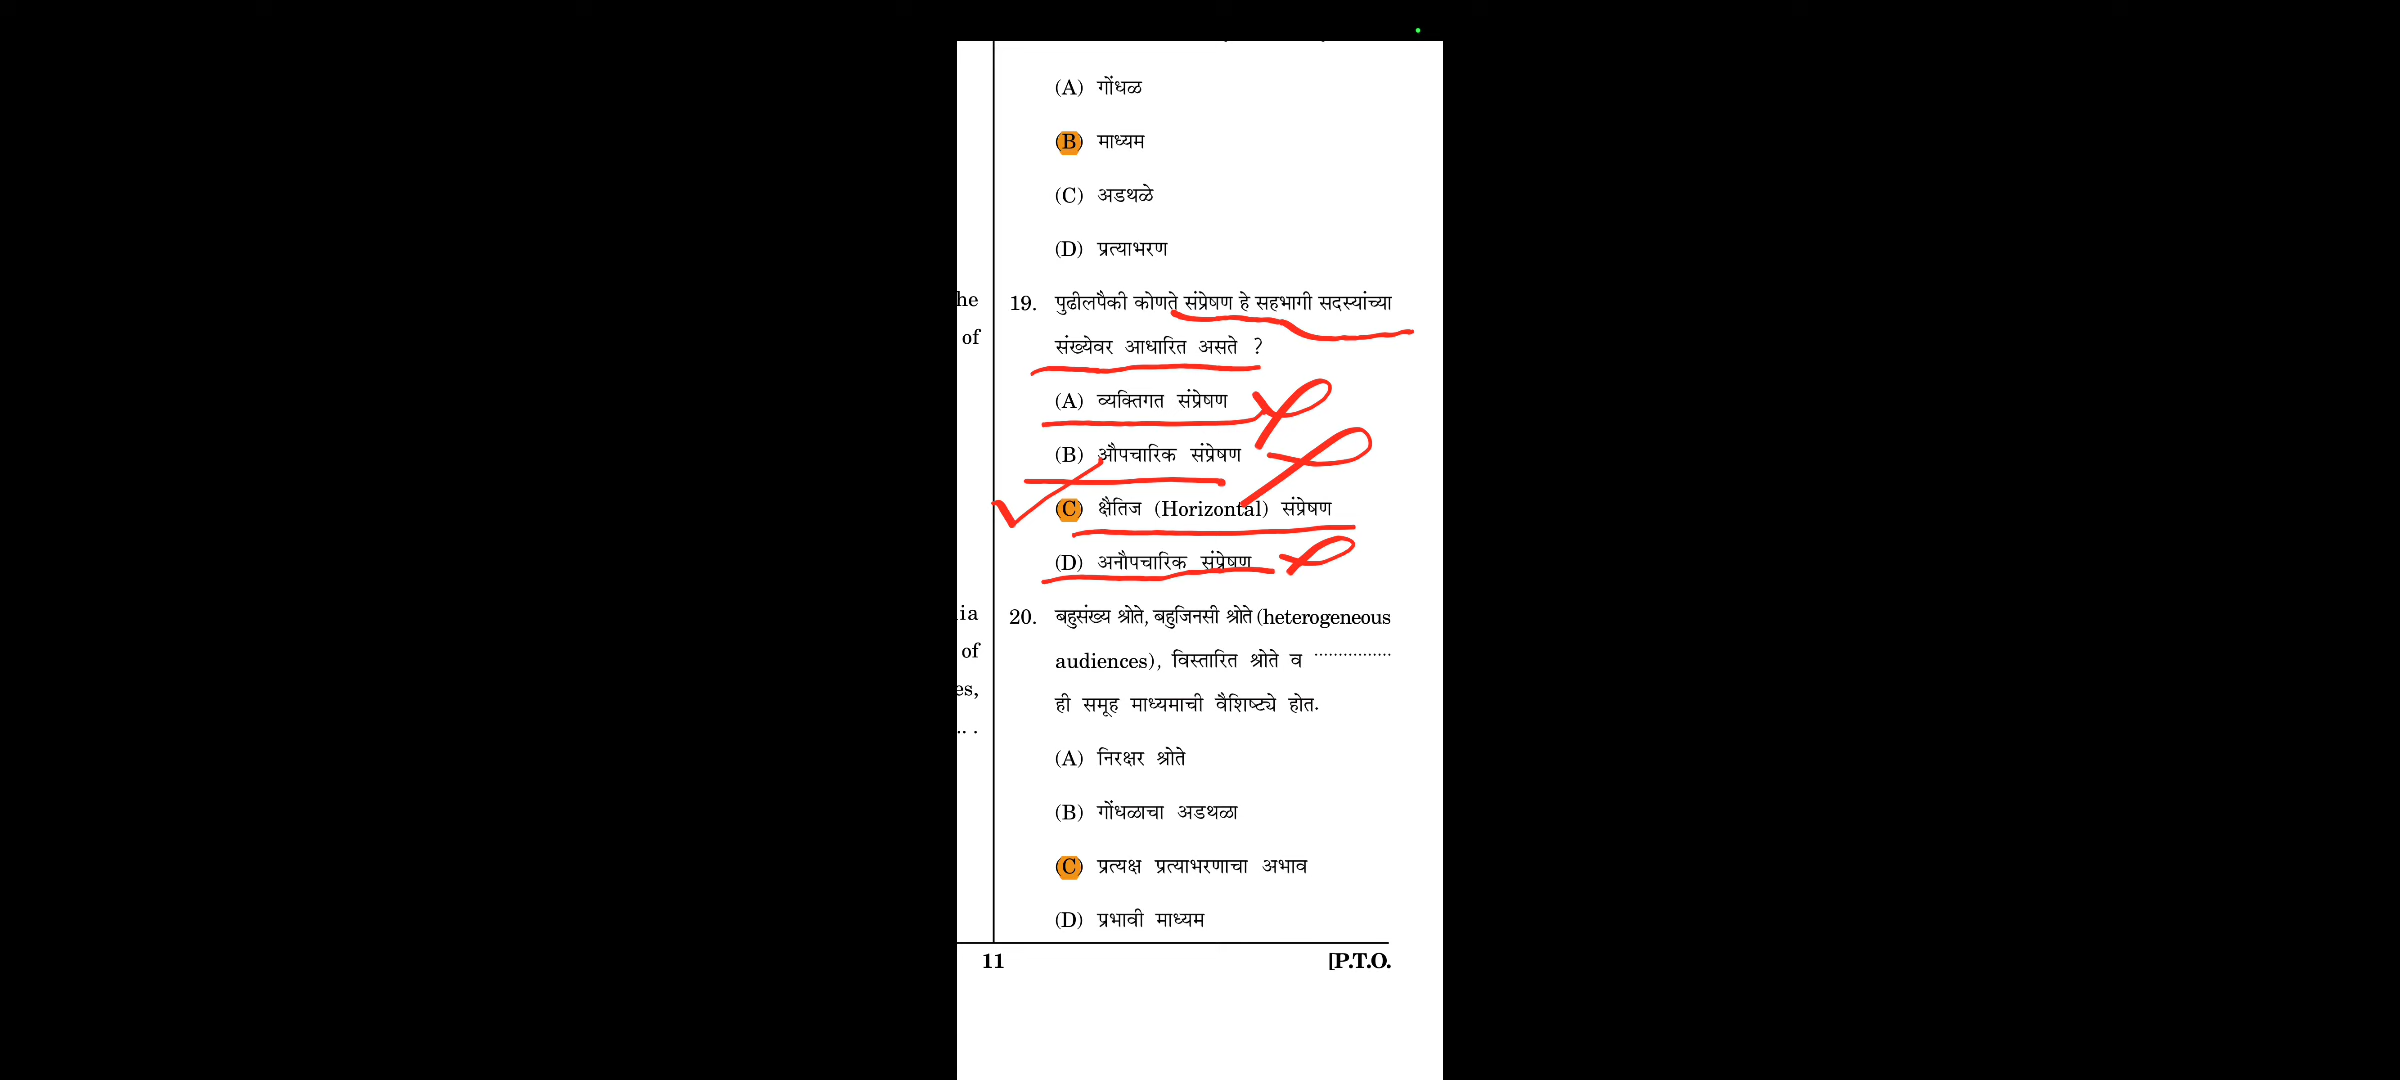 (A) गोंधळ
(B) माध्यम
(C) अडथळे
(D) प्रत्याभरण
he
19. पुढीलपैकी कोणते संप्रेषण हे सहभागी सदस्यांच्या
of
संख्येवर आधारित असते ?
(A) व्यक्तिगत संप्रेषण
(B) औपचारिक संप्रेषण
(C) क्षैतिज (Horizontal) संप्रेषण
(D) अनौपचारिक संप्रेषण
ia
20. बहुसंख्य श्रोते, बहुजिनसी श्रोते (heterogeneous
of
audiences), विस्तारित श्रोते व ................
es,
ही समूह माध्यमाची वैशिष्ट्ये होत.
.. .
(A) निरक्षर श्रोते
(B) गोंधळाचा अडथळा
(C) प्रत्यक्ष प्रत्याभरणाचा अभाव
(D) प्रभावी माध्यम
11
[P.T.O.